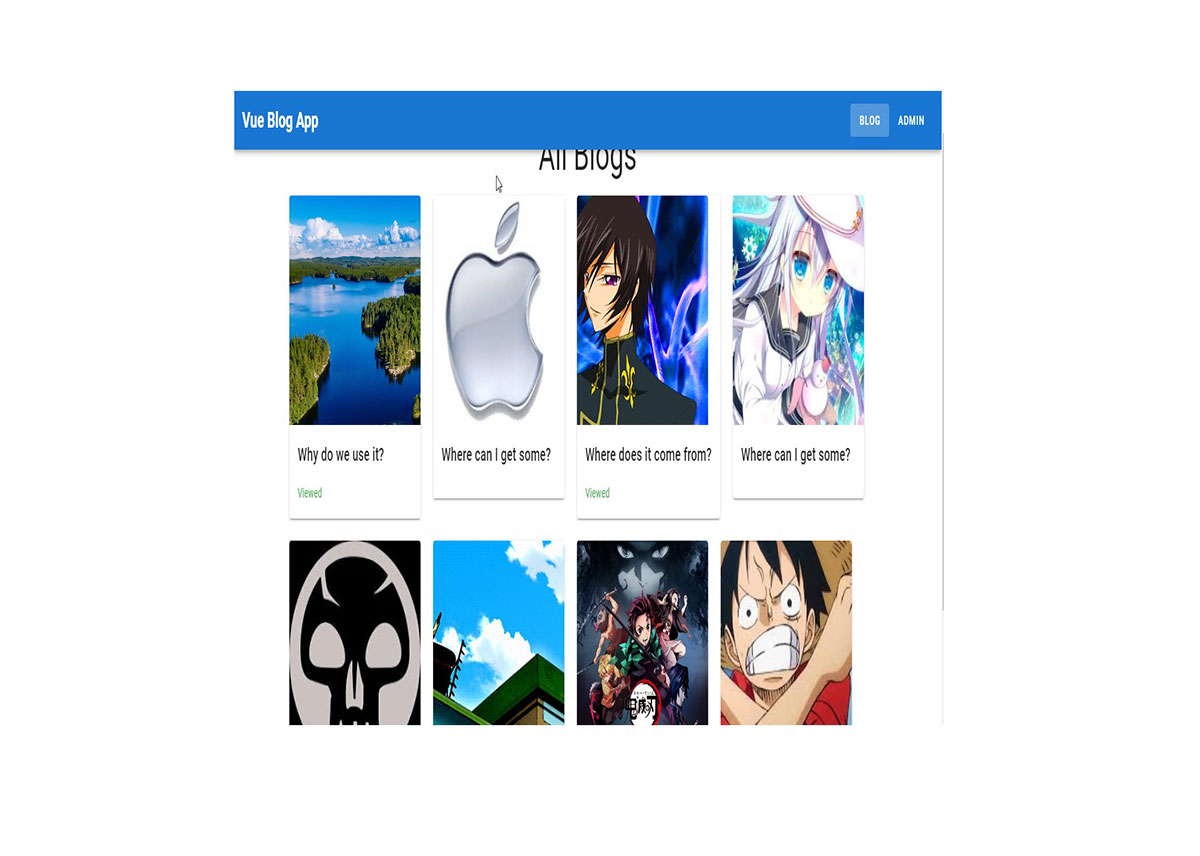 Vue Blog App
BLOG
ADMIN
All Blogs
Why do we use it?
Where can I get some?
Where does it come from?
Where can I get some?
Viewed
Viewed